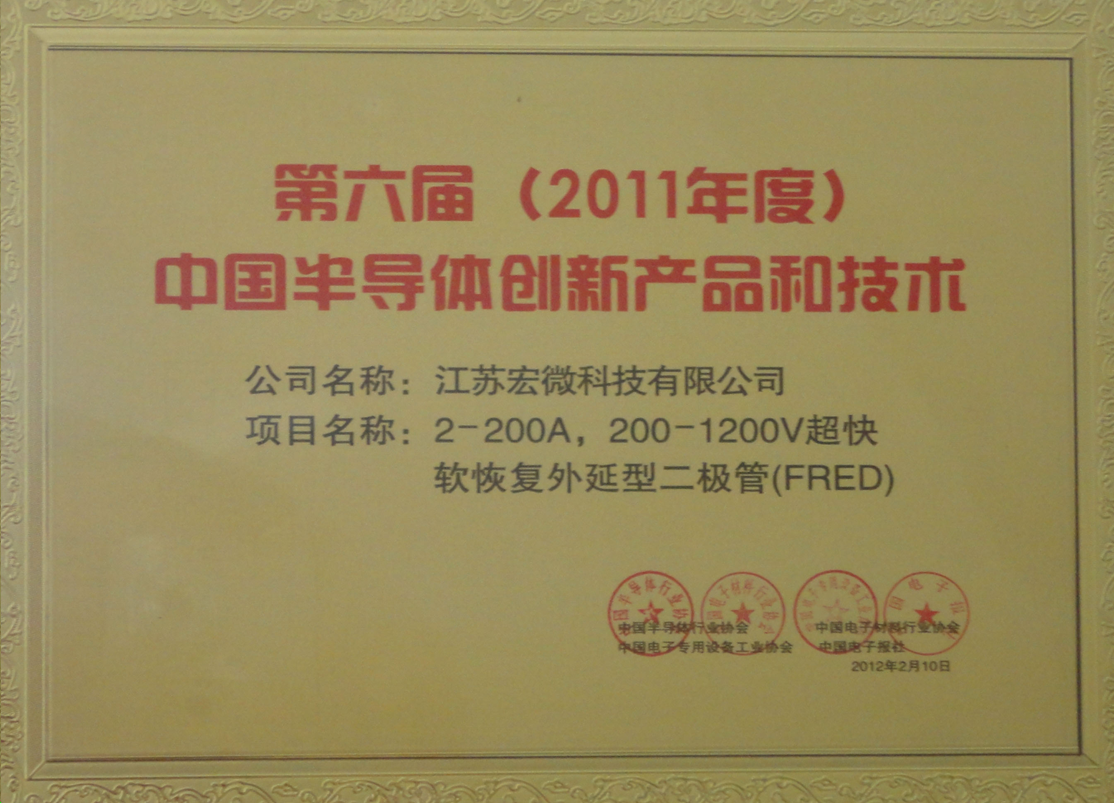 第六届（2011年度）
中国半导体创新产品和技术
公司名称：江苏宏微科技有限公司
项目名称：2-200A，200-1200V超快
软恢复外延型二极管(FRED)
中国半导体行业协会 中国电子材料行业协会
中国电子专用设备工业协会 中国电子报社
2012年2月10日